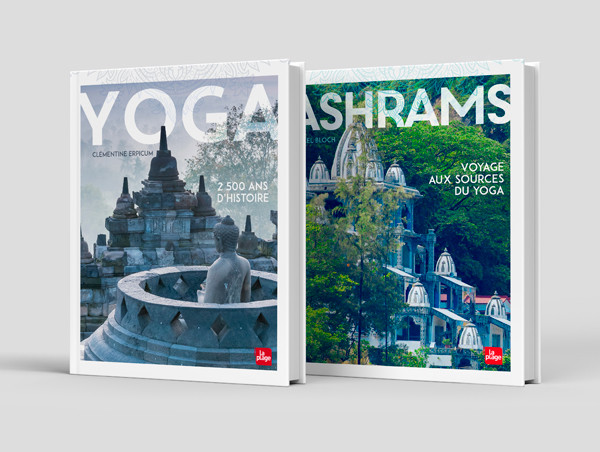 YOGA
CLÉMENTINE ERPICUM
2 500 ANS
D'HISTOIRE
la
plage
ASHRAMS
EL BLOCH
VOYAGE
AUX SOURCES
DU YOGA
la
plage